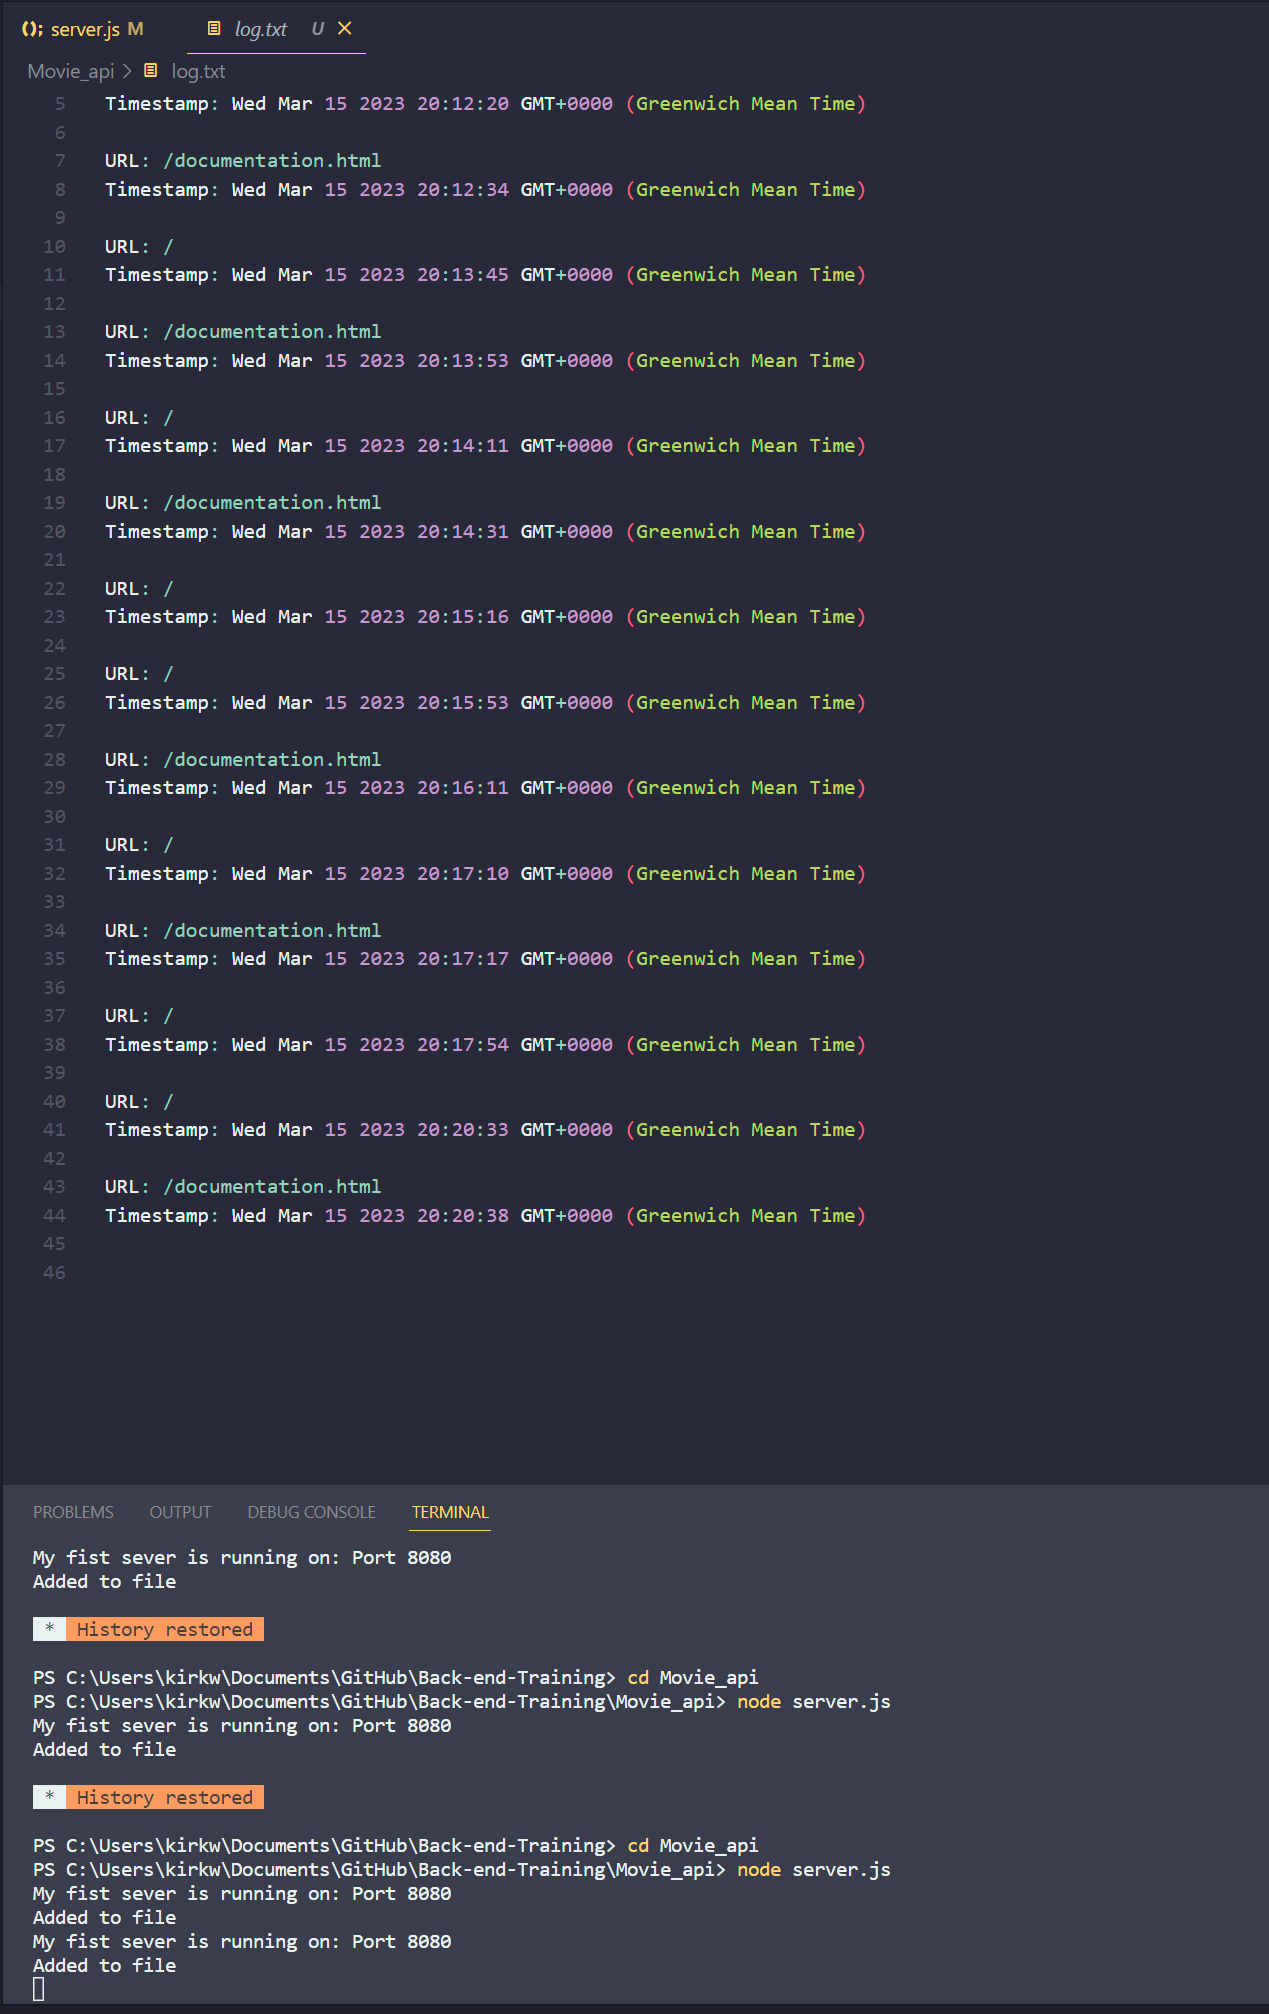 server.js M
log.txt U
Movie_api > log.txt
5 Timestamp: Wed Mar 15 2023 20:12:20 GMT+0000 (Greenwich Mean Time)
6
7 URL: /documentation.html
8 Timestamp: Wed Mar 15 2023 20:12:34 GMT+0000 (Greenwich Mean Time)
9
10 URL: /
11 Timestamp: Wed Mar 15 2023 20:13:45 GMT+0000 (Greenwich Mean Time)
12
13 URL: /documentation.html
14 Timestamp: Wed Mar 15 2023 20:13:53 GMT+0000 (Greenwich Mean Time)
15
16 URL: /
17 Timestamp: Wed Mar 15 2023 20:14:11 GMT+0000 (Greenwich Mean Time)
18
19 URL: /documentation.html
20 Timestamp: Wed Mar 15 2023 20:14:31 GMT+0000 (Greenwich Mean Time)
21
22 URL: /
23 Timestamp: Wed Mar 15 2023 20:15:16 GMT+0000 (Greenwich Mean Time)
24
25 URL: /
26 Timestamp: Wed Mar 15 2023 20:15:53 GMT+0000 (Greenwich Mean Time)
27
28 URL: /documentation.html
29 Timestamp: Wed Mar 15 2023 20:16:11 GMT+0000 (Greenwich Mean Time)
30
31 URL: /
32 Timestamp: Wed Mar 15 2023 20:17:10 GMT+0000 (Greenwich Mean Time)
33
34 URL: /documentation.html
35 Timestamp: Wed Mar 15 2023 20:17:17 GMT+0000 (Greenwich Mean Time)
36
37 URL: /
38 Timestamp: Wed Mar 15 2023 20:17:54 GMT+0000 (Greenwich Mean Time)
39
40 URL: /
41 Timestamp: Wed Mar 15 2023 20:20:33 GMT+0000 (Greenwich Mean Time)
42
43 URL: /documentation.html
44 Timestamp: Wed Mar 15 2023 20:20:38 GMT+0000 (Greenwich Mean Time)
45
46
PROBLEMS OUTPUT DEBUG CONSOLE TERMINAL
My fist sever is running on: Port 8080
Added to file
* History restored
PS C:\Users\kirkw\Documents\GitHub\Back-end-Training> cd Movie_api
PS C:\Users\kirkw\Documents\GitHub\Back-end-Training\Movie_api> node server.js
My fist sever is running on: Port 8080
Added to file
* History restored
PS C:\Users\kirkw\Documents\GitHub\Back-end-Training> cd Movie_api
PS C:\Users\kirkw\Documents\GitHub\Back-end-Training\Movie_api> node server.js
My fist sever is running on: Port 8080
Added to file
My fist sever is running on: Port 8080
Added to file